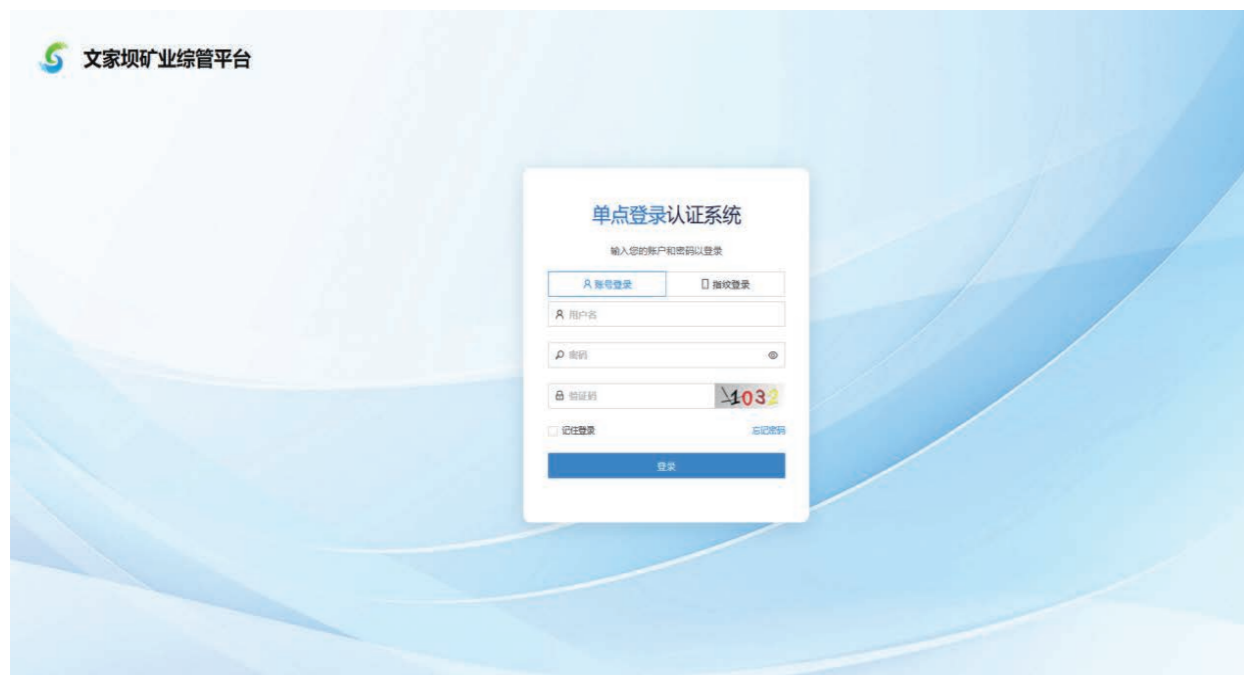 文家坝矿业综管平台
单点登录认证系统
输入您的账户和密码以登录
账号登录 指纹登录
用户名
密码
验证码 1032
记住登录 忘记密码
登录